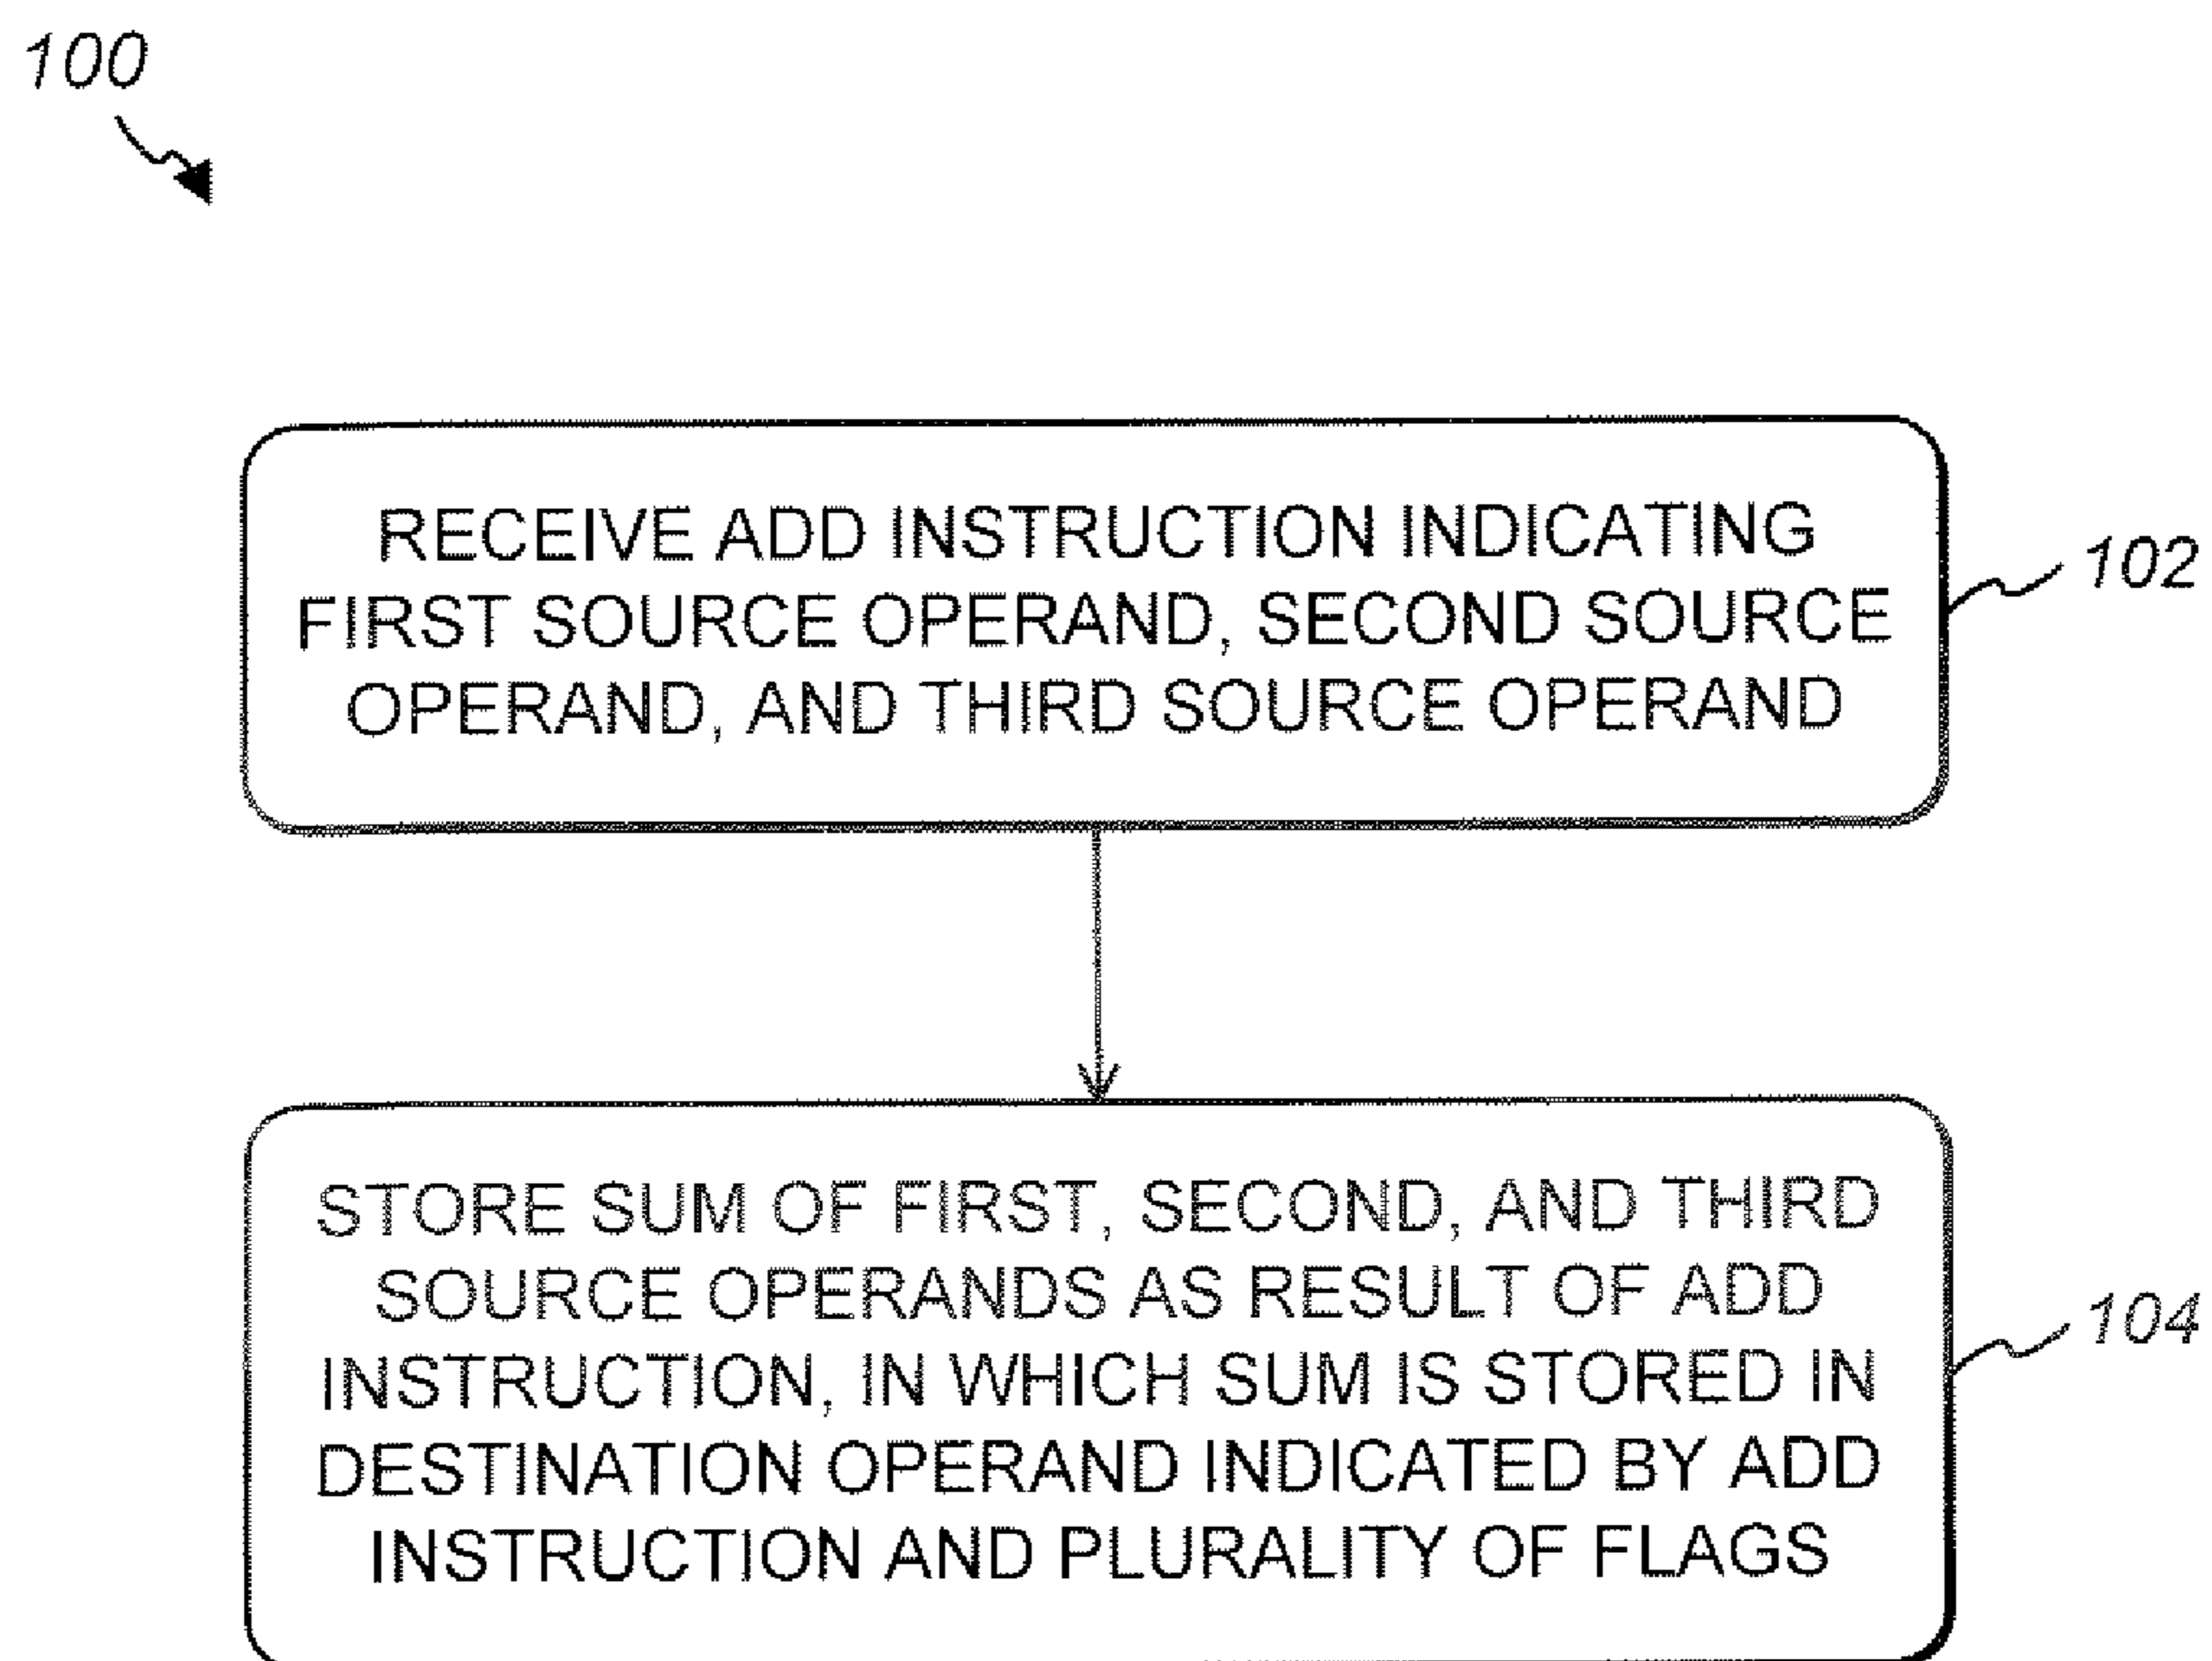 100
RECEIVE ADD INSTRUCTION INDICATING
FIRST SOURCE OPERAND, SECOND SOURCE
OPERAND, AND THIRD SOURCE OPERAND
102
STORE SUM OF FIRST, SECOND, AND THIRD
SOURCE OPERANDS AS RESULT OF ADD
INSTRUCTION, IN WHICH SUM IS STORED IN
DESTINATION OPERAND INDICATED BY ADD
INSTRUCTION AND PLURALITY OF FLAGS
104